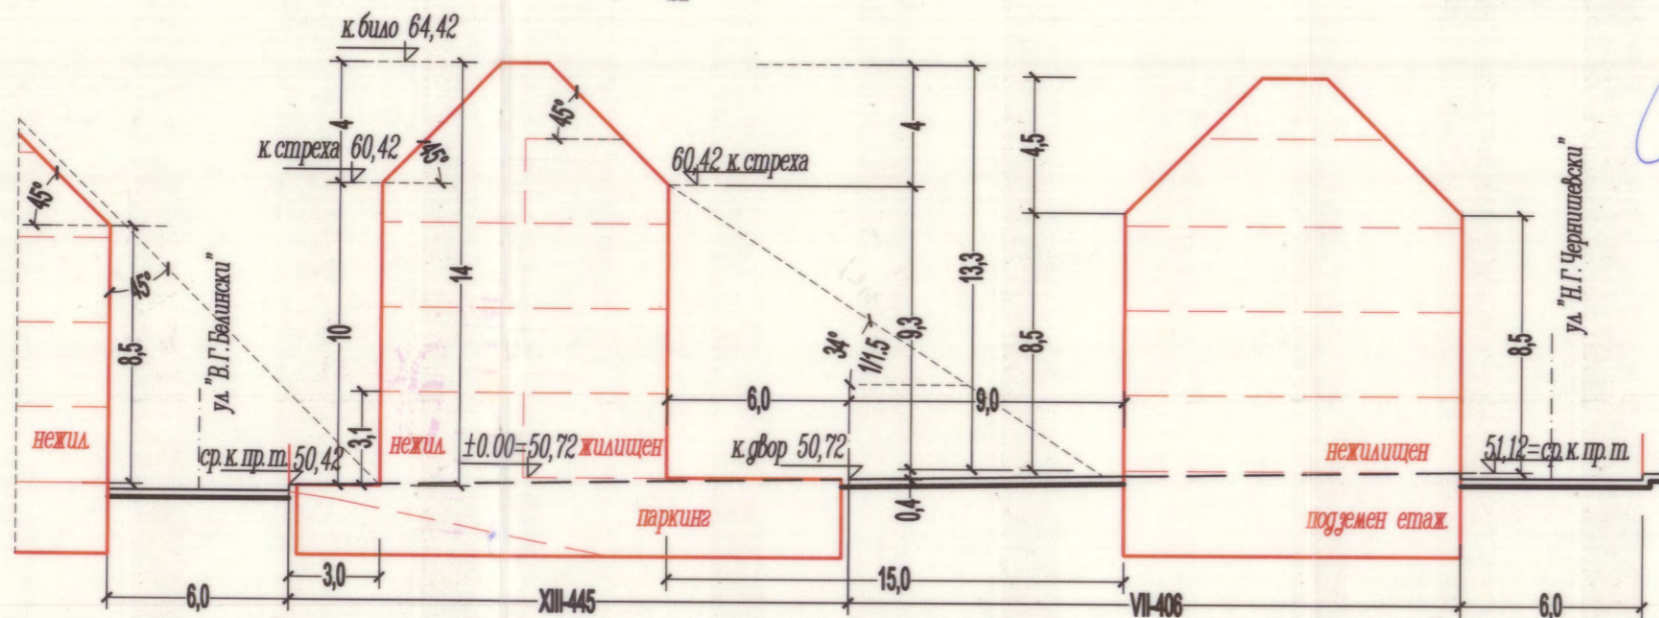 к.било 64,42
4
к.стреха 60,42
45°
45°
14
10
3,1
45°
45°
8,5
ул. "В.Г. Белински"
нежил.
ср.к.пр.т. 50,42
нежил.
±0.00=50,72
жилищен
60,42 к.стреха
4
13,3
9,3
34°
1/1.5
6,0
9,0
к.двор 50,72
0,4
паркинг
4,5
8,5
нежилищен
подземен етаж.
8,5
51,12=ср.к.пр.т.
ул. "Н.Г. Чернишевски"
3,0
15,0
6,0
XIII-445
VII-406
6,0